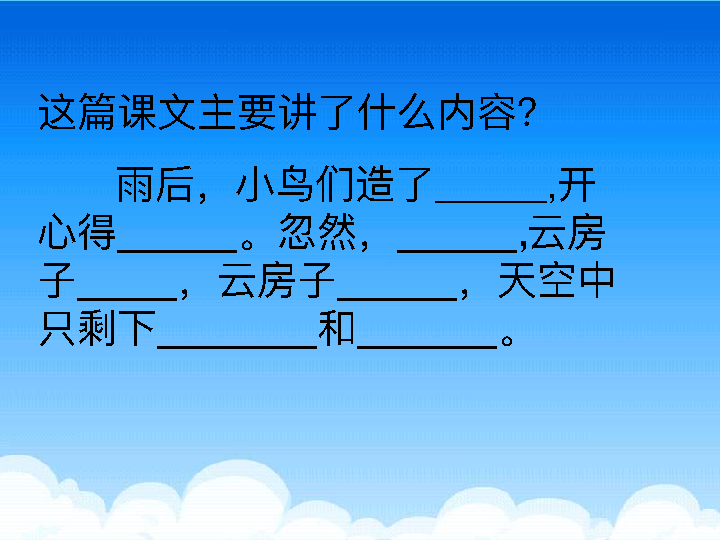 这篇课文主要讲了什么内容?
雨后，小鸟们造了______,开
心得______。忽然，______,云房
子_____，云房子______，天空中
只剩下________和_______。